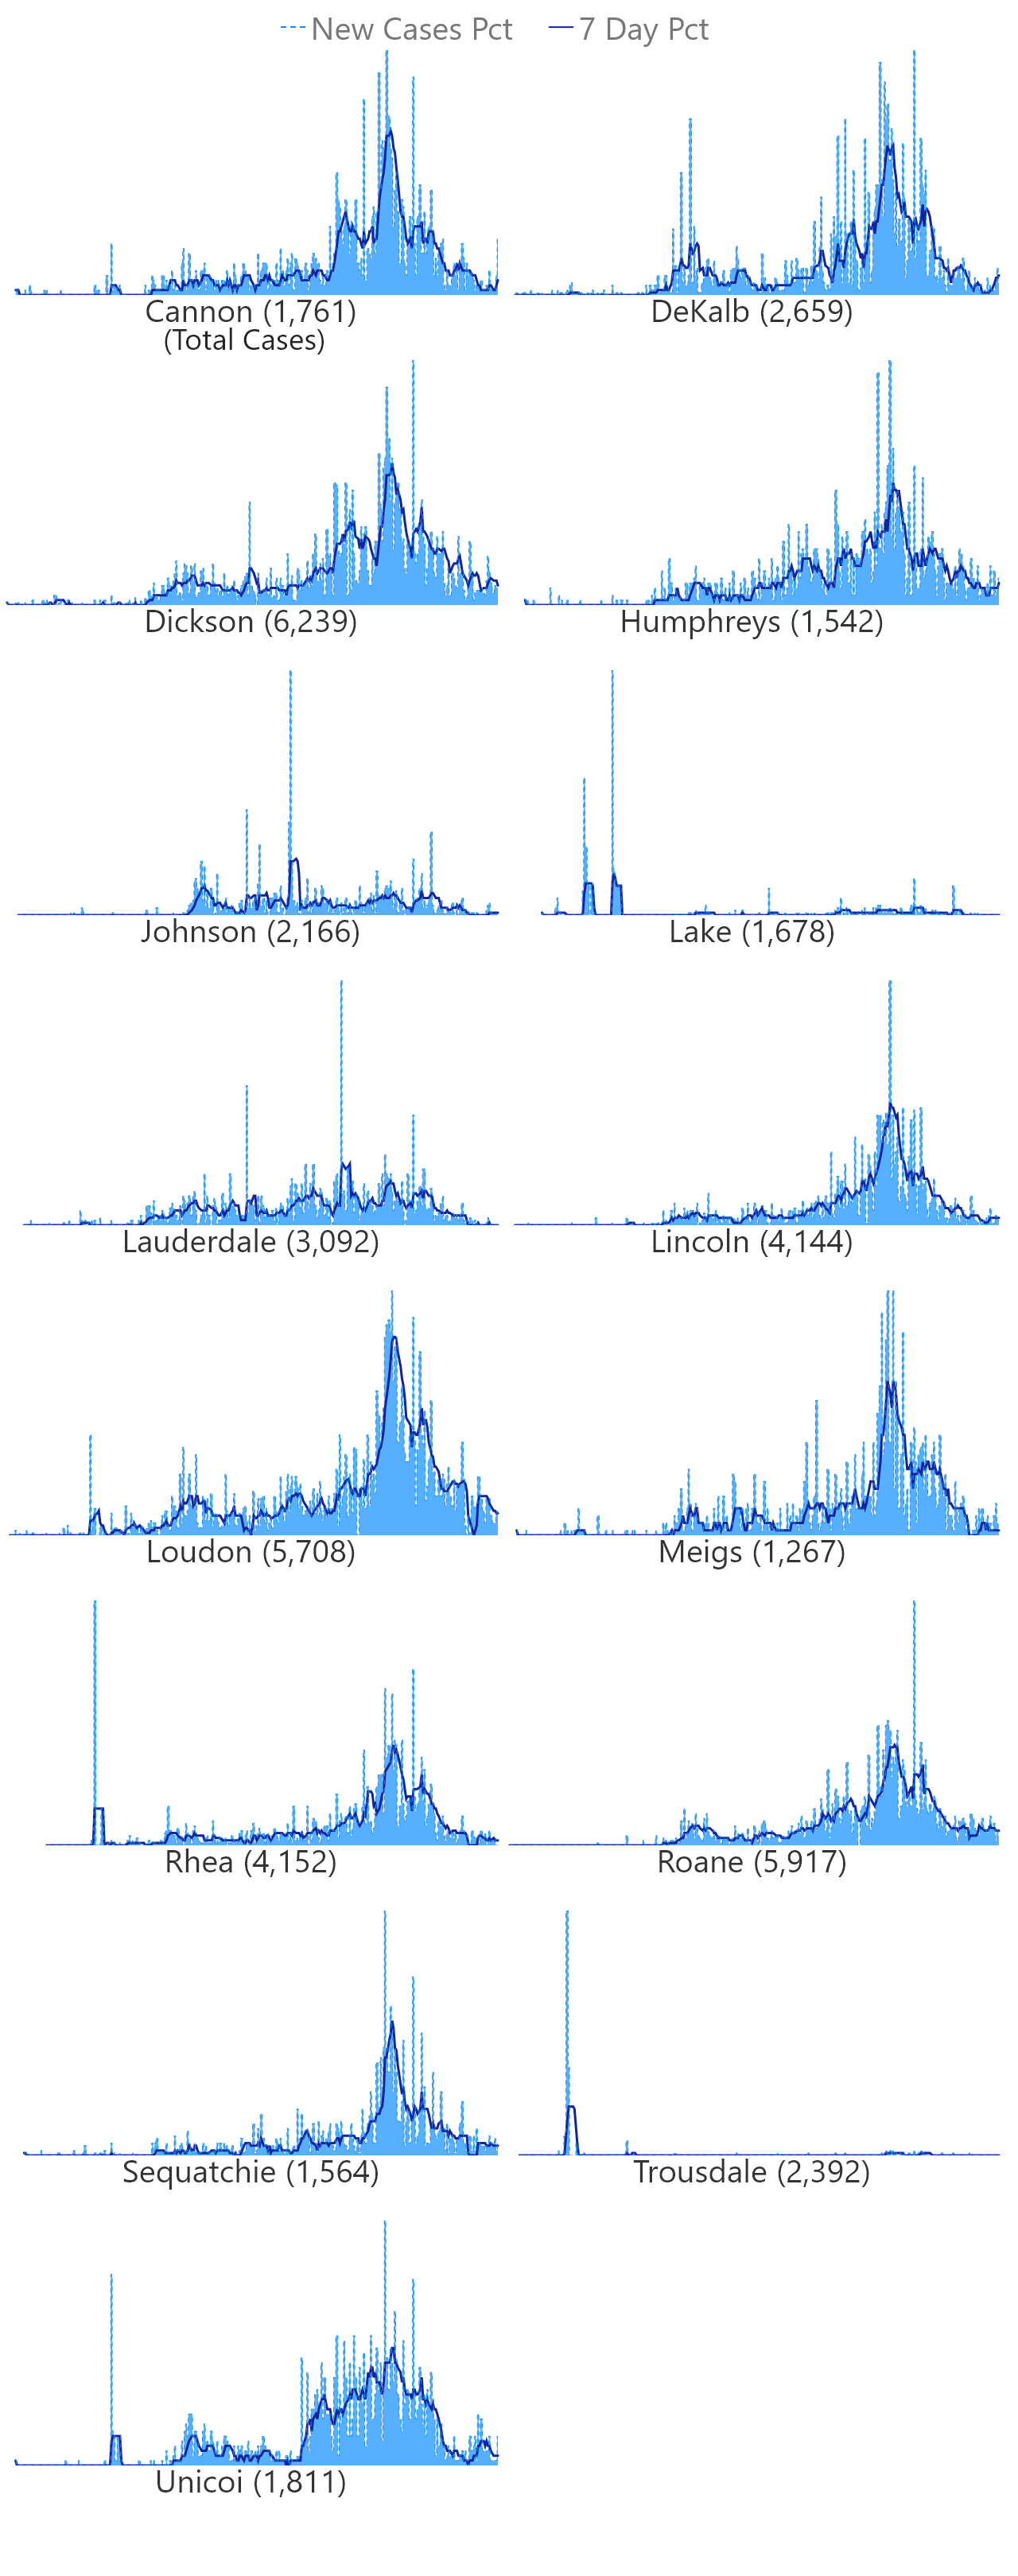 New Cases Pct 7 Day Pct
Cannon (1,761) DeKalb (2,659)
(Total Cases)
Dickson (6,239) Humphreys (1,542)
Johnson (2,166) Lake (1,678)
Lauderdale (3,092) Lincoln (4,144)
Loudon (5,708) Meigs (1,267)
Rhea (4,152) Roane (5,917)
Sequatchie (1,564) Trousdale (2,392)
Unicoi (1,811)